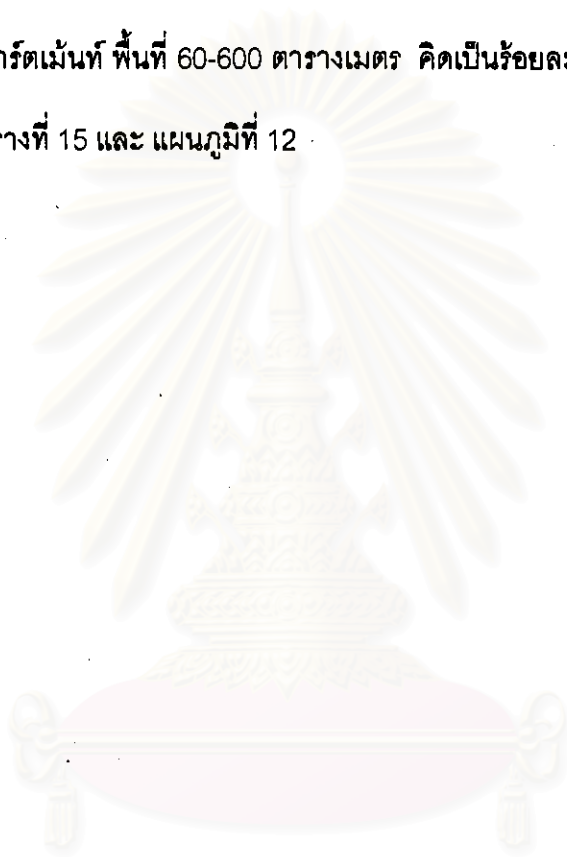 าร์ตเม้นท์ พื้นที่ 60-600 ตารางเมตร คิดเป็นร้อยละ
างที่ 15 และ แผนภูมิที่ 12